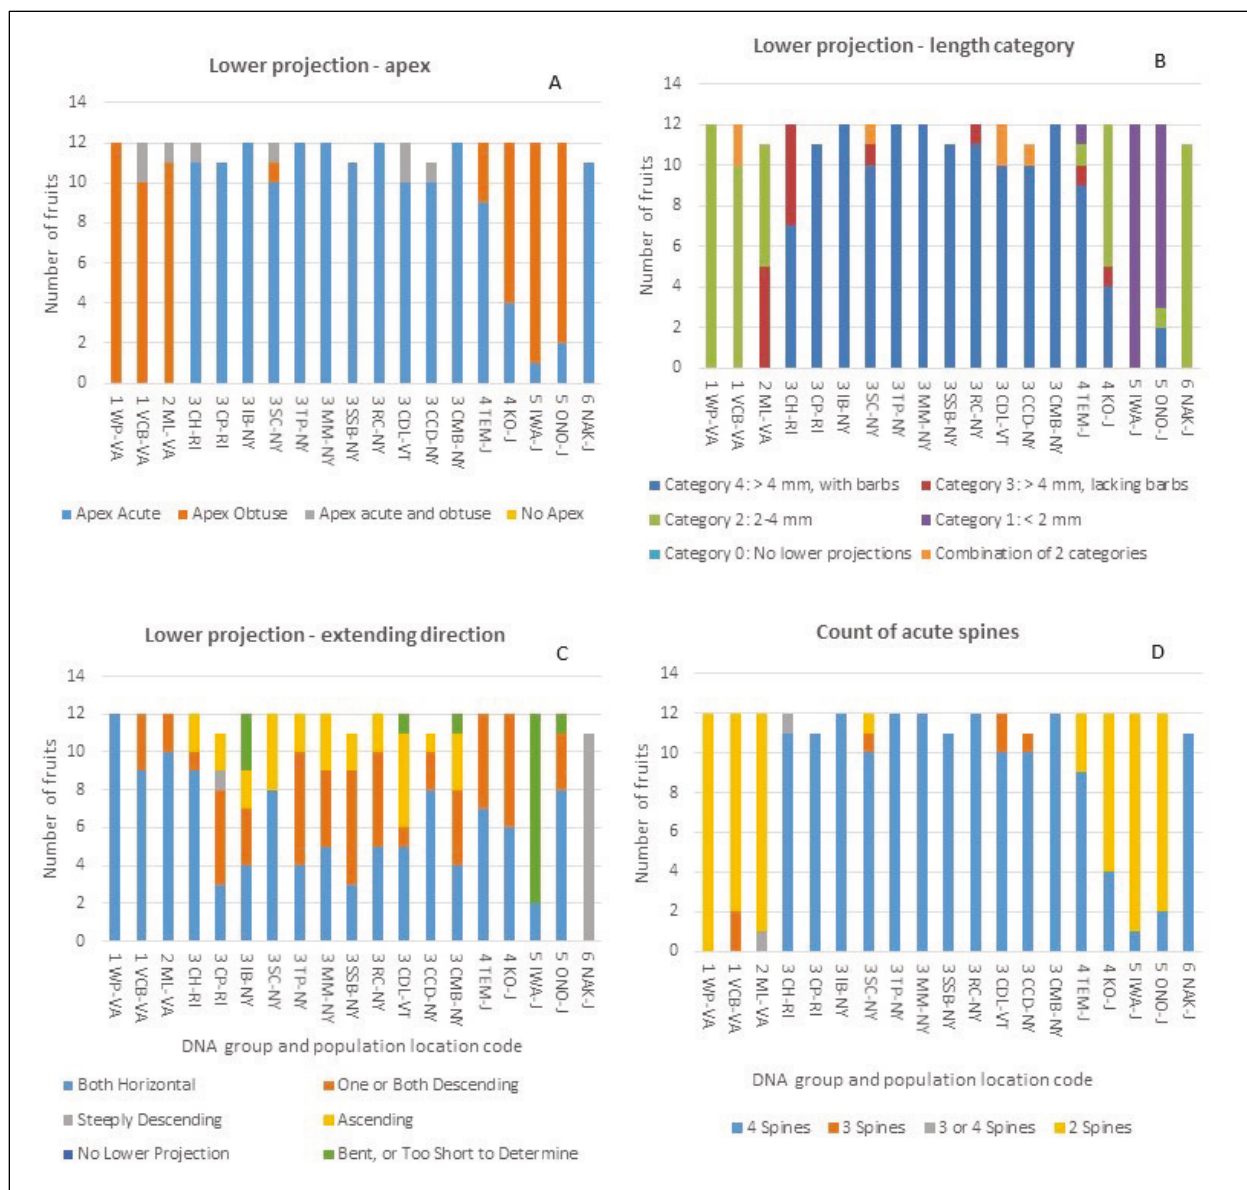 Lower projection - apex
A
Number of fruits
14
12
10
8
6
4
2
0
1 WP-VA
1 VCB-VA
2 ML-VA
3 CH-RI
3 CP-RI
3 IB-NY
3 SC-NY
3 TP-NY
3 MM-NY
3 SSB-NY
3 RC-NY
3 CDL-VT
3 CCD-NY
3 CMB-NY
4 TEM-J
4 KO-J
5 IWA-J
5 ONO-J
6 NAK-J
Apex Acute Apex Obtuse Apex acute and obtuse No Apex
Lower projection - length category
B
Number of fruits
14
12
10
8
6
4
2
0
1 WP-VA
1 VCB-VA
2 ML-VA
3 CH-RI
3 CP-RI
3 IB-NY
3 SC-NY
3 TP-NY
3 MM-NY
3 SSB-NY
3 RC-NY
3 CDL-VT
3 CCD-NY
3 CMB-NY
4 TEM-J
4 KO-J
5 IWA-J
5 ONO-J
6 NAK-J
Category 4: > 4 mm, with barbs Category 3: > 4 mm, lacking barbs
Category 2: 2-4 mm Category 1: < 2 mm
Category 0: No lower projections Combination of 2 categories
Lower projection - extending direction
C
Number of fruits
14
12
10
8
6
4
2
0
1 WP-VA
1 VCB-VA
2 ML-VA
3 CH-RI
3 CP-RI
3 IB-NY
3 SC-NY
3 TP-NY
3 MM-NY
3 SSB-NY
3 RC-NY
3 CDL-VT
3 CCD-NY
3 CMB-NY
4 TEM-J
4 KO-J
5 IWA-J
5 ONO-J
6 NAK-J
DNA group and population location code
Both Horizontal One or Both Descending
Steeply Descending Ascending
No Lower Projection Bent, or Too Short to Determine
Count of acute spines
D
Number of fruits
14
12
10
8
6
4
2
0
1 WP-VA
1 VCB-VA
2 ML-VA
3 CH-RI
3 CP-RI
3 IB-NY
3 SC-NY
3 TP-NY
3 MM-NY
3 SSB-NY
3 RC-NY
3 CDL-VT
3 CCD-NY
3 CMB-NY
4 TEM-J
4 KO-J
5 IWA-J
5 ONO-J
6 NAK-J
DNA group and population location code
4 Spines 3 Spines 3 or 4 Spines 2 Spines